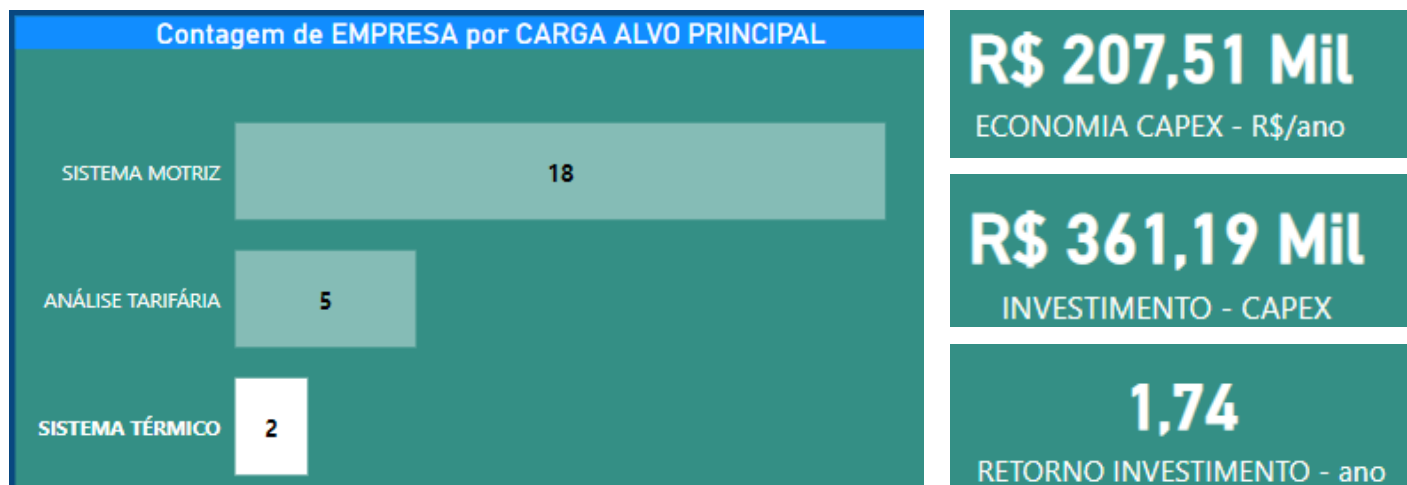 Contagem de EMPRESA por CARGA ALVO PRINCIPAL
SISTEMA MOTRIZ
18
ANÁLISE TARIFÁRIA
5
SISTEMA TÉRMICO
2
R$ 207,51 Mil
ECONOMIA CAPEX - R$/ano
R$ 361,19 Mil
INVESTIMENTO - CAPEX
1,74
RETORNO INVESTIMENTO - ano